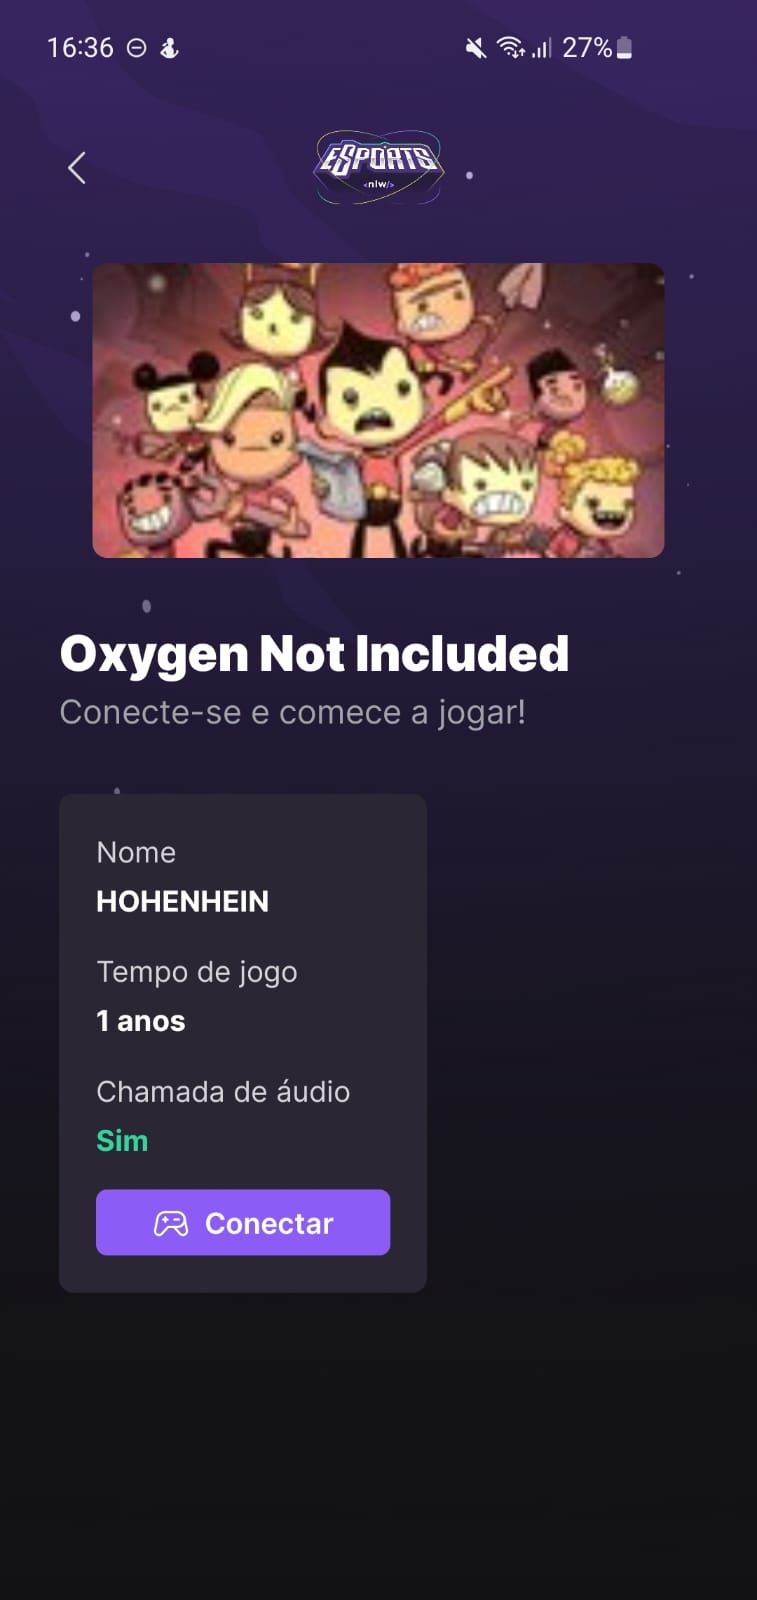 16:36 27%
eSPORTS
<nlw/>
Oxygen Not Included
Conecte-se e comece a jogar!
Nome
HOHENHEIN
Tempo de jogo
1 anos
Chamada de áudio
Sim
Conectar